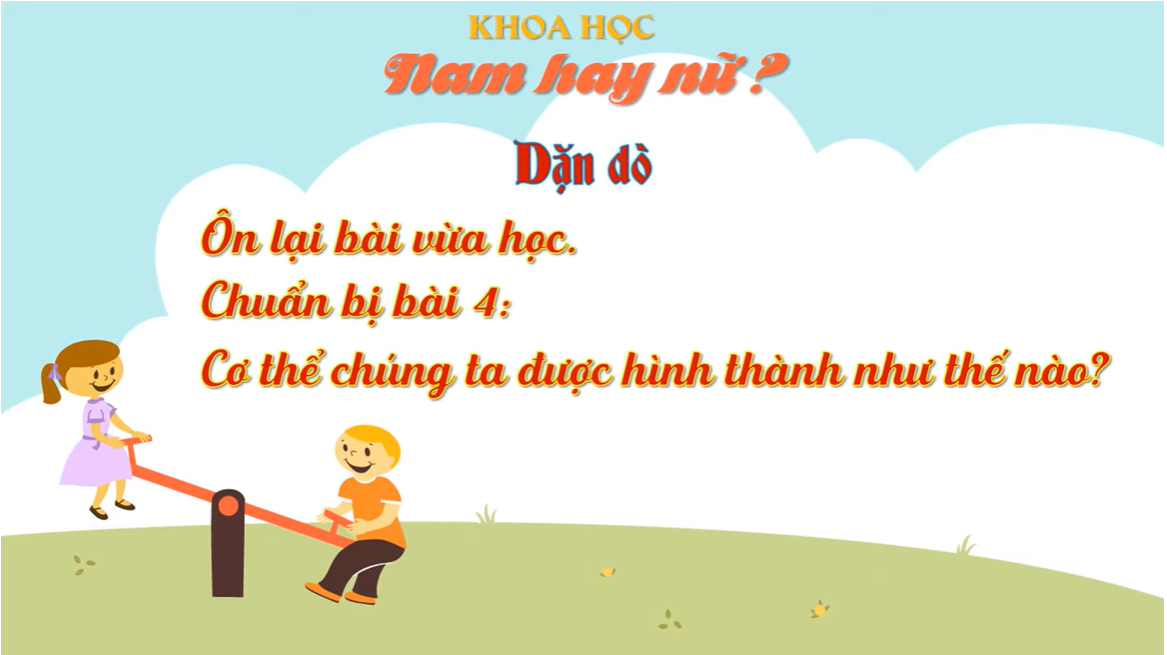 KHOA HỌC
Nam hay nữ ?
Dặn dò
Ôn lại bài vừa học.
Chuẩn bị bài 4:
Cơ thể chúng ta được hình thành như thế nào?